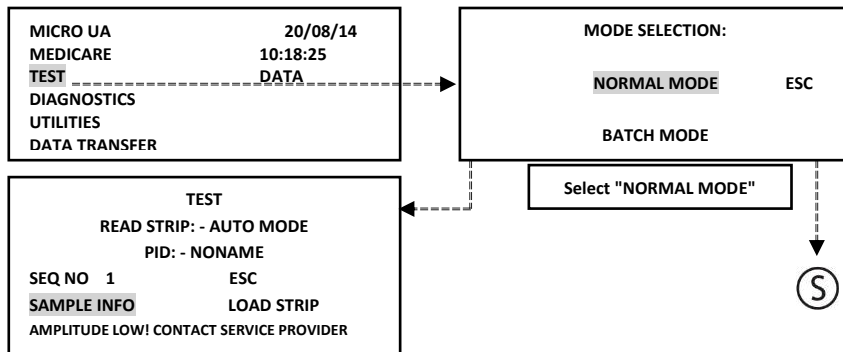 MICRO UA 20/08/14
MEDICARE 10:18:25
TEST DATA
DIAGNOSTICS
UTILITIES
DATA TRANSFER
MODE SELECTION:
NORMAL MODE ESC
BATCH MODE
Select "NORMAL MODE"
TEST
READ STRIP: - AUTO MODE
PID: - NONAME
SEQ NO 1 ESC
SAMPLE INFO LOAD STRIP
AMPLITUDE LOW! CONTACT SERVICE PROVIDER
S